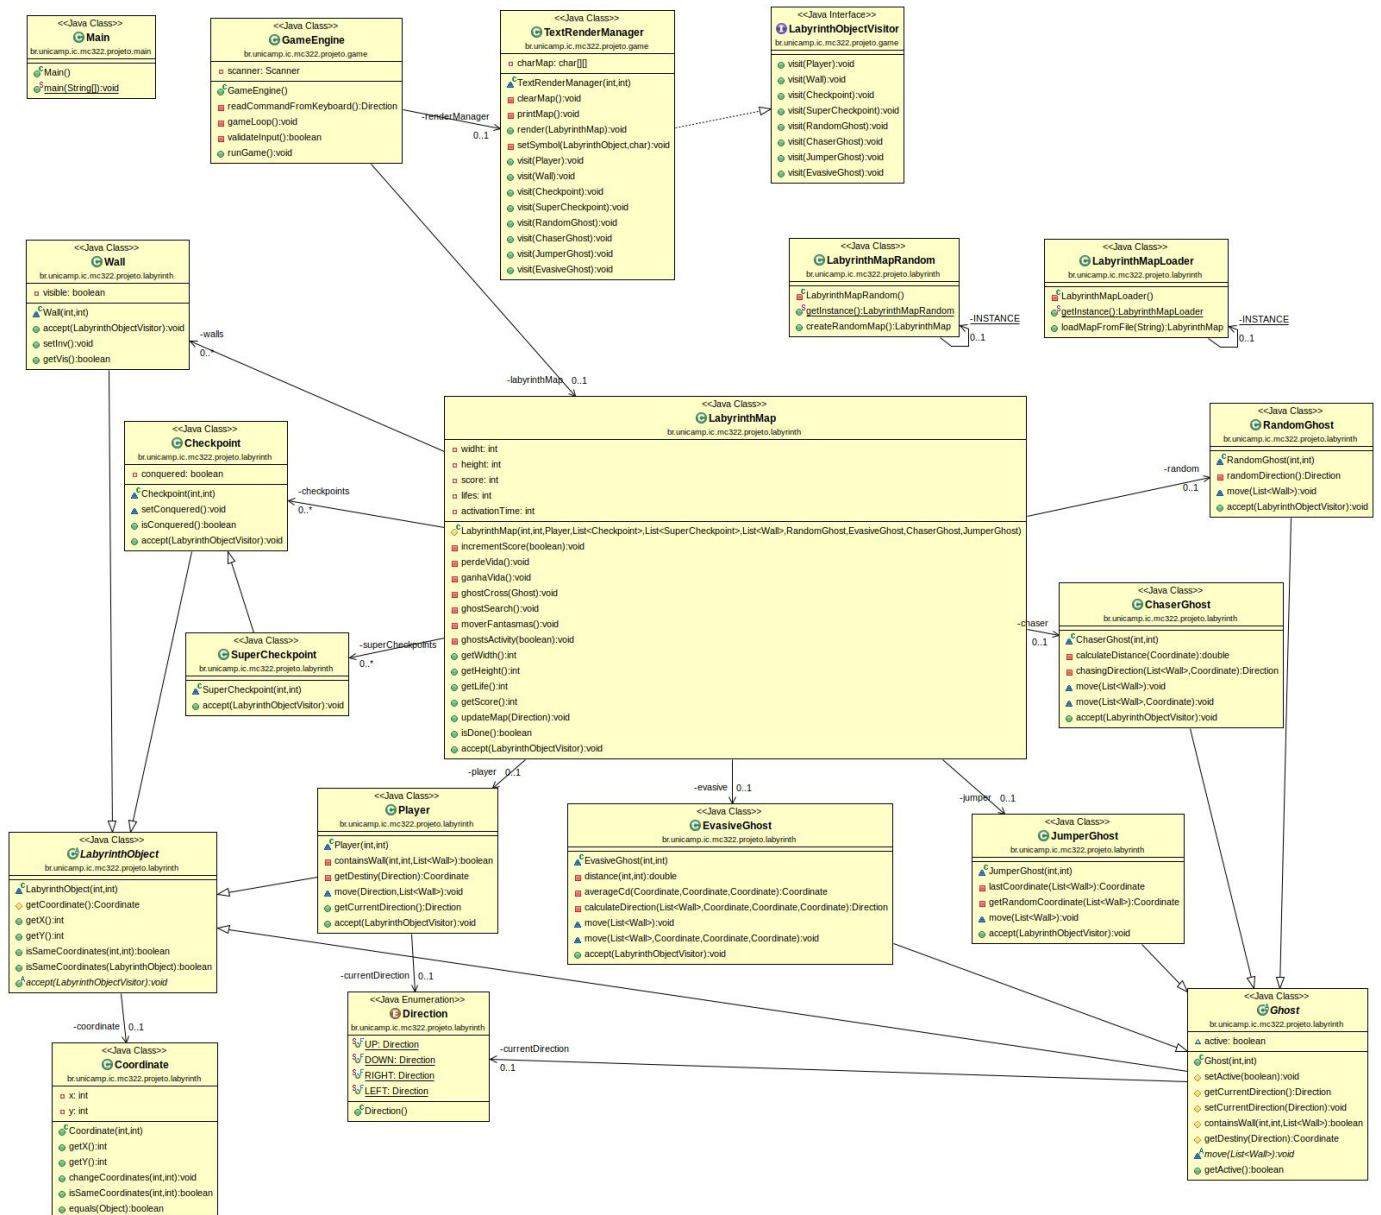 <<Java Class>>
Main
br.unicamp.ic.mc322.projeto.main
Main()
main(String[]):void
<<Java Class>>
GameEngine
br.unicamp.ic.mc322.projeto.game
scanner: Scanner
GameEngine()
readCommandFromKeyboard():Direction
gameLoop():void
validateInput():boolean
runGame():void
-renderManager
0..1
<<Java Class>>
TextRenderManager
br.unicamp.ic.mc322.projeto.game
charMap: char[][]
TextRenderManager(int,int)
clearMap():void
printMap():void
render(LabyrinthMap):void
setSymbol(LabyrinthObject,char):void
visit(Player):void
visit(Wall):void
visit(Checkpoint):void
visit(SuperCheckpoint):void
visit(RandomGhost):void
visit(ChaserGhost):void
visit(JumperGhost):void
visit(EvasiveGhost):void
<<Java Interface>>
LabyrinthObjectVisitor
br.unicamp.ic.mc322.projeto.game
visit(Player):void
visit(Wall):void
visit(Checkpoint):void
visit(SuperCheckpoint):void
visit(RandomGhost):void
visit(ChaserGhost):void
visit(JumperGhost):void
visit(EvasiveGhost):void
<<Java Class>>
Wall
br.unicamp.ic.mc322.projeto.labyrinth
visible: boolean
Wall(int,int)
accept(LabyrinthObjectVisitor):void
setInv():void
getVis():boolean
-walls
0..*
<<Java Class>>
LabyrinthMapRandom
br.unicamp.ic.mc322.projeto.labyrinth
LabyrinthMapRandom()
getInstance():LabyrinthMapRandom
createRandomMap():LabyrinthMap
-INSTANCE
0..1
<<Java Class>>
LabyrinthMapLoader
br.unicamp.ic.mc322.projeto.labyrinth
LabyrinthMapLoader()
getInstance():LabyrinthMapLoader
loadMapFromFile(String):LabyrinthMap
-INSTANCE
0..1
-labyrinthMap 0..1
<<Java Class>>
Checkpoint
br.unicamp.ic.mc322.projeto.labyrinth
conquered: boolean
Checkpoint(int,int)
setConquered():void
isConquered():boolean
accept(LabyrinthObjectVisitor):void
-checkpoints
0..*
<<Java Class>>
LabyrinthMap
br.unicamp.ic.mc322.projeto.labyrinth
widht: int
height: int
score: int
lifes: int
activationTime: int
LabyrinthMap(int,int,Player,List<Checkpoint>,List<SuperCheckpoint>,List<Wall>,RandomGhost,EvasiveGhost,ChaserGhost,JumperGhost)
incrementScore(boolean):void
perdeVida():void
ganhaVida():void
ghostCross(Ghost):void
ghostSearch():void
moverFantasmas():void
ghostsActivity(boolean):void
getWidth():int
getHeight():int
getLife():int
getScore():int
updateMap(Direction):void
isDone():boolean
accept(LabyrinthObjectVisitor):void
-random
0..1
<<Java Class>>
RandomGhost
br.unicamp.ic.mc322.projeto.labyrinth
RandomGhost(int,int)
randomDirection():Direction
move(List<Wall>):void
accept(LabyrinthObjectVisitor):void
<<Java Class>>
SuperCheckpoint
br.unicamp.ic.mc322.projeto.labyrinth
SuperCheckpoint(int,int)
accept(LabyrinthObjectVisitor):void
-superCheckpoints
0..*
-chaser
0..1
<<Java Class>>
ChaserGhost
br.unicamp.ic.mc322.projeto.labyrinth
ChaserGhost(int,int)
calculateDistance(Coordinate):double
chasingDirection(List<Wall>,Coordinate):Direction
move(List<Wall>):void
move(List<Wall>,Coordinate):void
accept(LabyrinthObjectVisitor):void
-player 0..1
-evasive 0..1
-jumper 0..1
<<Java Class>>
LabyrinthObject
br.unicamp.ic.mc322.projeto.labyrinth
LabyrinthObject(int,int)
getCoordinate():Coordinate
getX():int
getY():int
isSameCoordinates(int,int):boolean
isSameCoordinates(LabyrinthObject):boolean
accept(LabyrinthObjectVisitor):void
<<Java Class>>
Player
br.unicamp.ic.mc322.projeto.labyrinth
Player(int,int)
containsWall(int,int,List<Wall>):boolean
getDestiny(Direction):Coordinate
move(Direction,List<Wall>):void
getCurrentDirection():Direction
accept(LabyrinthObjectVisitor):void
<<Java Class>>
EvasiveGhost
br.unicamp.ic.mc322.projeto.labyrinth
EvasiveGhost(int,int)
distance(int,int):double
averageCd(Coordinate,Coordinate,Coordinate):Coordinate
calculateDirection(List<Wall>,Coordinate,Coordinate,Coordinate):Direction
move(List<Wall>):void
move(List<Wall>,Coordinate,Coordinate,Coordinate):void
accept(LabyrinthObjectVisitor):void
<<Java Class>>
JumperGhost
br.unicamp.ic.mc322.projeto.labyrinth
JumperGhost(int,int)
lastCoordinate(List<Wall>):Coordinate
getRandomCoordinate(List<Wall>):Coordinate
move(List<Wall>):void
accept(LabyrinthObjectVisitor):void
-currentDirection 0..1
<<Java Enumeration>>
Direction
br.unicamp.ic.mc322.projeto.labyrinth
UP: Direction
DOWN: Direction
RIGHT: Direction
LEFT: Direction
Direction()
-currentDirection
0..1
<<Java Class>>
Ghost
br.unicamp.ic.mc322.projeto.labyrinth
active: boolean
Ghost(int,int)
setActive(boolean):void
getCurrentDirection():Direction
setCurrentDirection(Direction):void
containsWall(int,int,List<Wall>):boolean
getDestiny(Direction):Coordinate
move(List<Wall>):void
getActive():boolean
-coordinate 0..1
<<Java Class>>
Coordinate
br.unicamp.ic.mc322.projeto.labyrinth
x: int
y: int
Coordinate(int,int)
getX():int
getY():int
changeCoordinates(int,int):void
isSameCoordinates(int,int):boolean
equals(Object):boolean